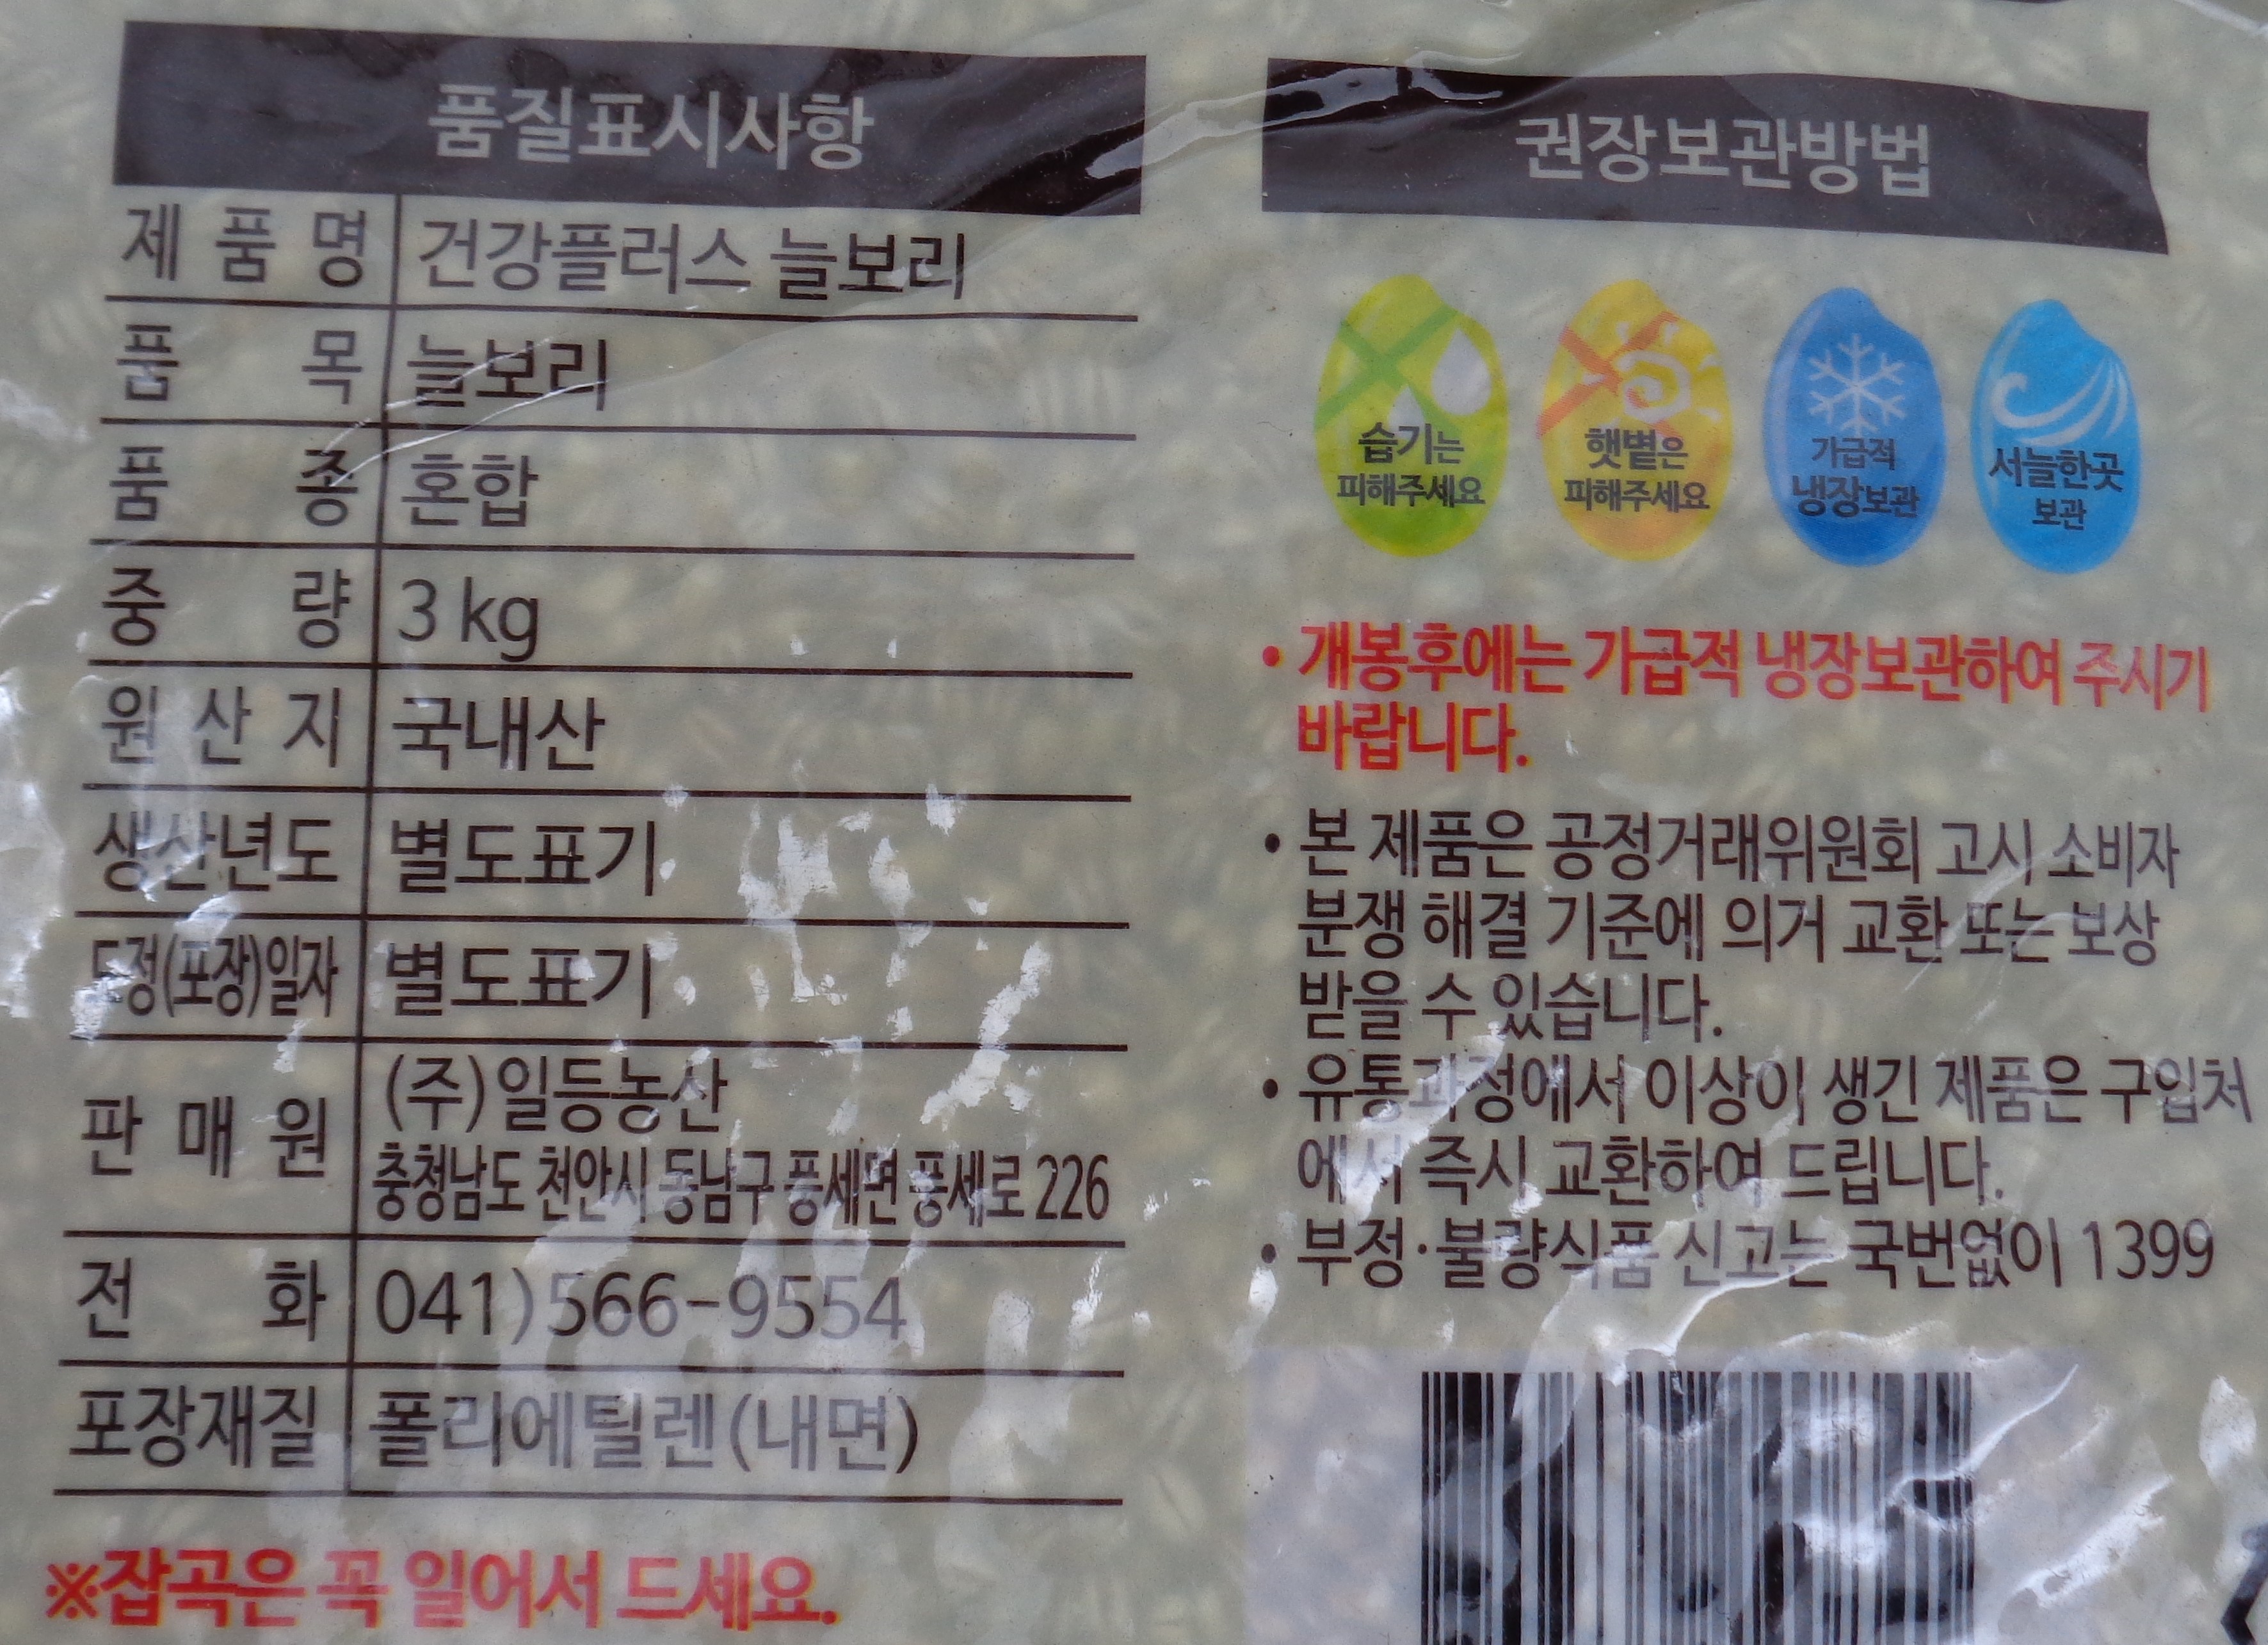 품질표시사항
제품명 건강플러스 늘보리
품목 늘보리
품종 혼합
중량 3 kg
원산지 국내산
생산년도 별도표기
도정(포장)일자 별도표기
판매원 (주)일등농산
충청남도 천안시 동남구 풍세면 풍세로 226
전화 041)566-9554
포장재질 폴리에틸렌(내면)
※잡곡은 꼭 일어서 드세요.
권장보관방법
습기는
피해주세요
햇볕은
피해주세요
가급적
냉장보관
서늘한곳
보관
• 개봉후에는 가급적 냉장보관하여 주시기
바랍니다.
• 본 제품은 공정거래위원회 고시 소비자
분쟁 해결 기준에 의거 교환 또는 보상
받을 수 있습니다.
• 유통과정에서 이상이 생긴 제품은 구입처
에서 즉시 교환하여 드립니다.
• 부정·불량식품 신고는 국번없이 1399